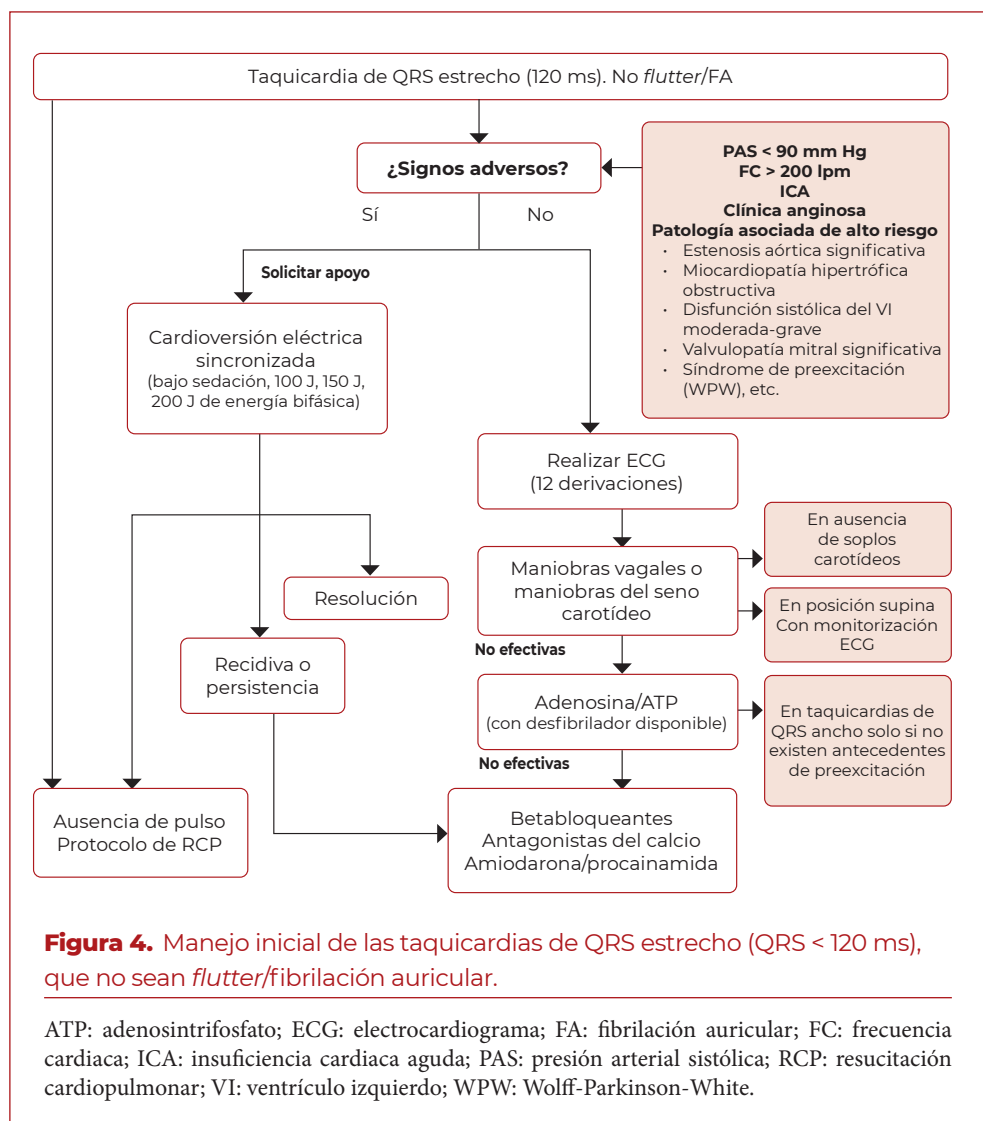 Taquicardia de QRS estrecho (120 ms). No flutter/FA
¿Signos adversos?
Sí
No
PAS < 90 mm Hg
FC > 200 lpm
ICA
Clínica anginosa
Patología asociada de alto riesgo
• Estenosis aórtica significativa
• Miocardiopatía hipertrófica
obstructiva
• Disfunción sistólica del VI
moderada-grave
• Valvulopatía mitral significativa
• Síndrome de preexcitación
(WPW), etc.
Solicitar apoyo
Cardioversión eléctrica
sincronizada
(bajo sedación, 100 J, 150 J,
200 J de energía bifásica)
Realizar ECG
(12 derivaciones)
Maniobras vagales o
maniobras del seno
carotídeo
En ausencia
de soplos
carotídeos
En posición supina
Con monitorización
ECG
Resolución
No efectivas
Recidiva o
persistencia
Adenosina/ATP
(con desfibrilador disponible)
En taquicardias de
QRS ancho solo si no
existen antecedentes
de preexcitación
No efectivas
Ausencia de pulso
Protocolo de RCP
Betabloqueantes
Antagonistas del calcio
Amiodarona/procainamida
Figura 4. Manejo inicial de las taquicardias de QRS estrecho (QRS < 120 ms),
que no sean flutter/fibrilación auricular.
ATP: adenosintrifosfato; ECG: electrocardiograma; FA: fibrilación auricular; FC: frecuencia
cardiaca; ICA: insuficiencia cardiaca aguda; PAS: presión arterial sistólica; RCP: resucitación
cardiopulmonar; VI: ventrículo izquierdo; WPW: Wolff-Parkinson-White.